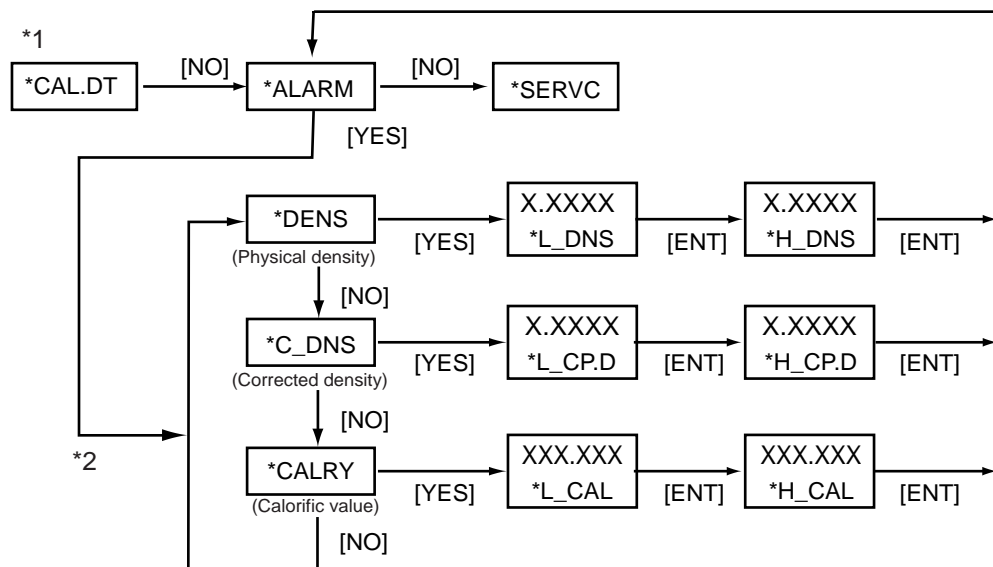 *1
*CAL.DT
[NO]
*ALARM
[NO]
*SERVC
[YES]
*DENS
(Physical density)
[YES]
X.XXXX
*L_DNS
[ENT]
X.XXXX
*H_DNS
[ENT]
[NO]
*C_DNS
(Corrected density)
[YES]
X.XXXX
*L_CP.D
[ENT]
X.XXXX
*H_CP.D
[ENT]
[NO]
*2
*CALRY
(Calorific value)
[YES]
XXX.XXX
*L_CAL
[ENT]
XXX.XXX
*H_CAL
[ENT]
[NO]